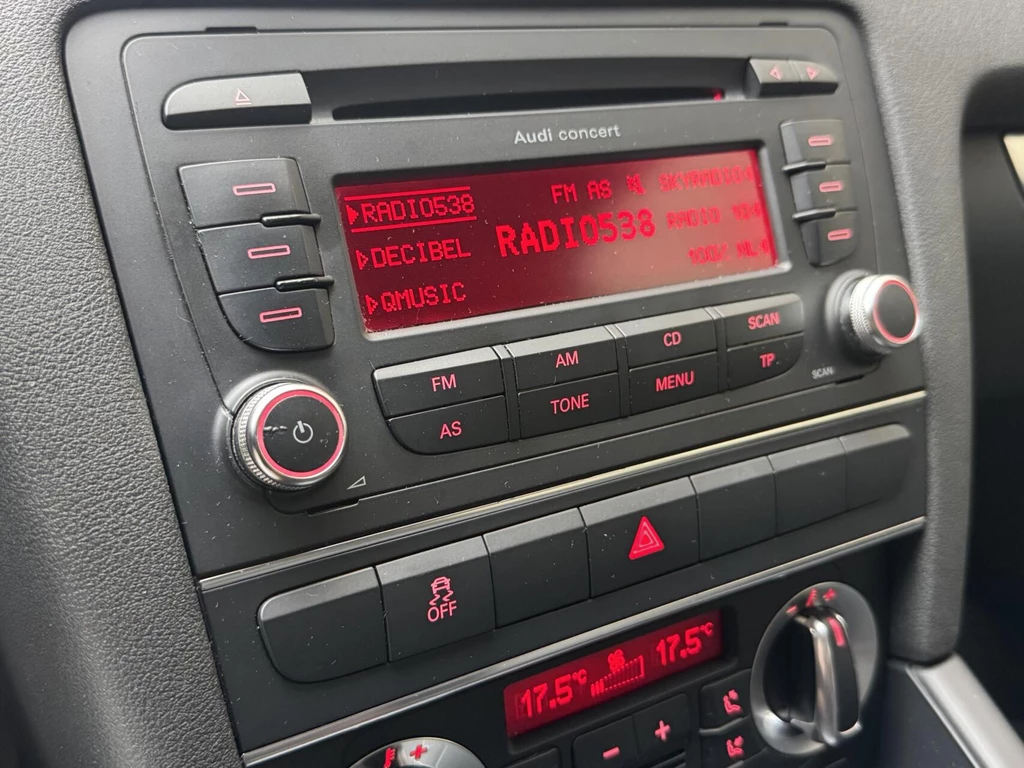 Audi concert
RADIO538
FM AS
DECIBEL
RADIO538
QMUSIC
FM
AM
CD
SCAN
AS
TONE
MENU
TP
SCAN
OFF
17.5°C
17.5°C